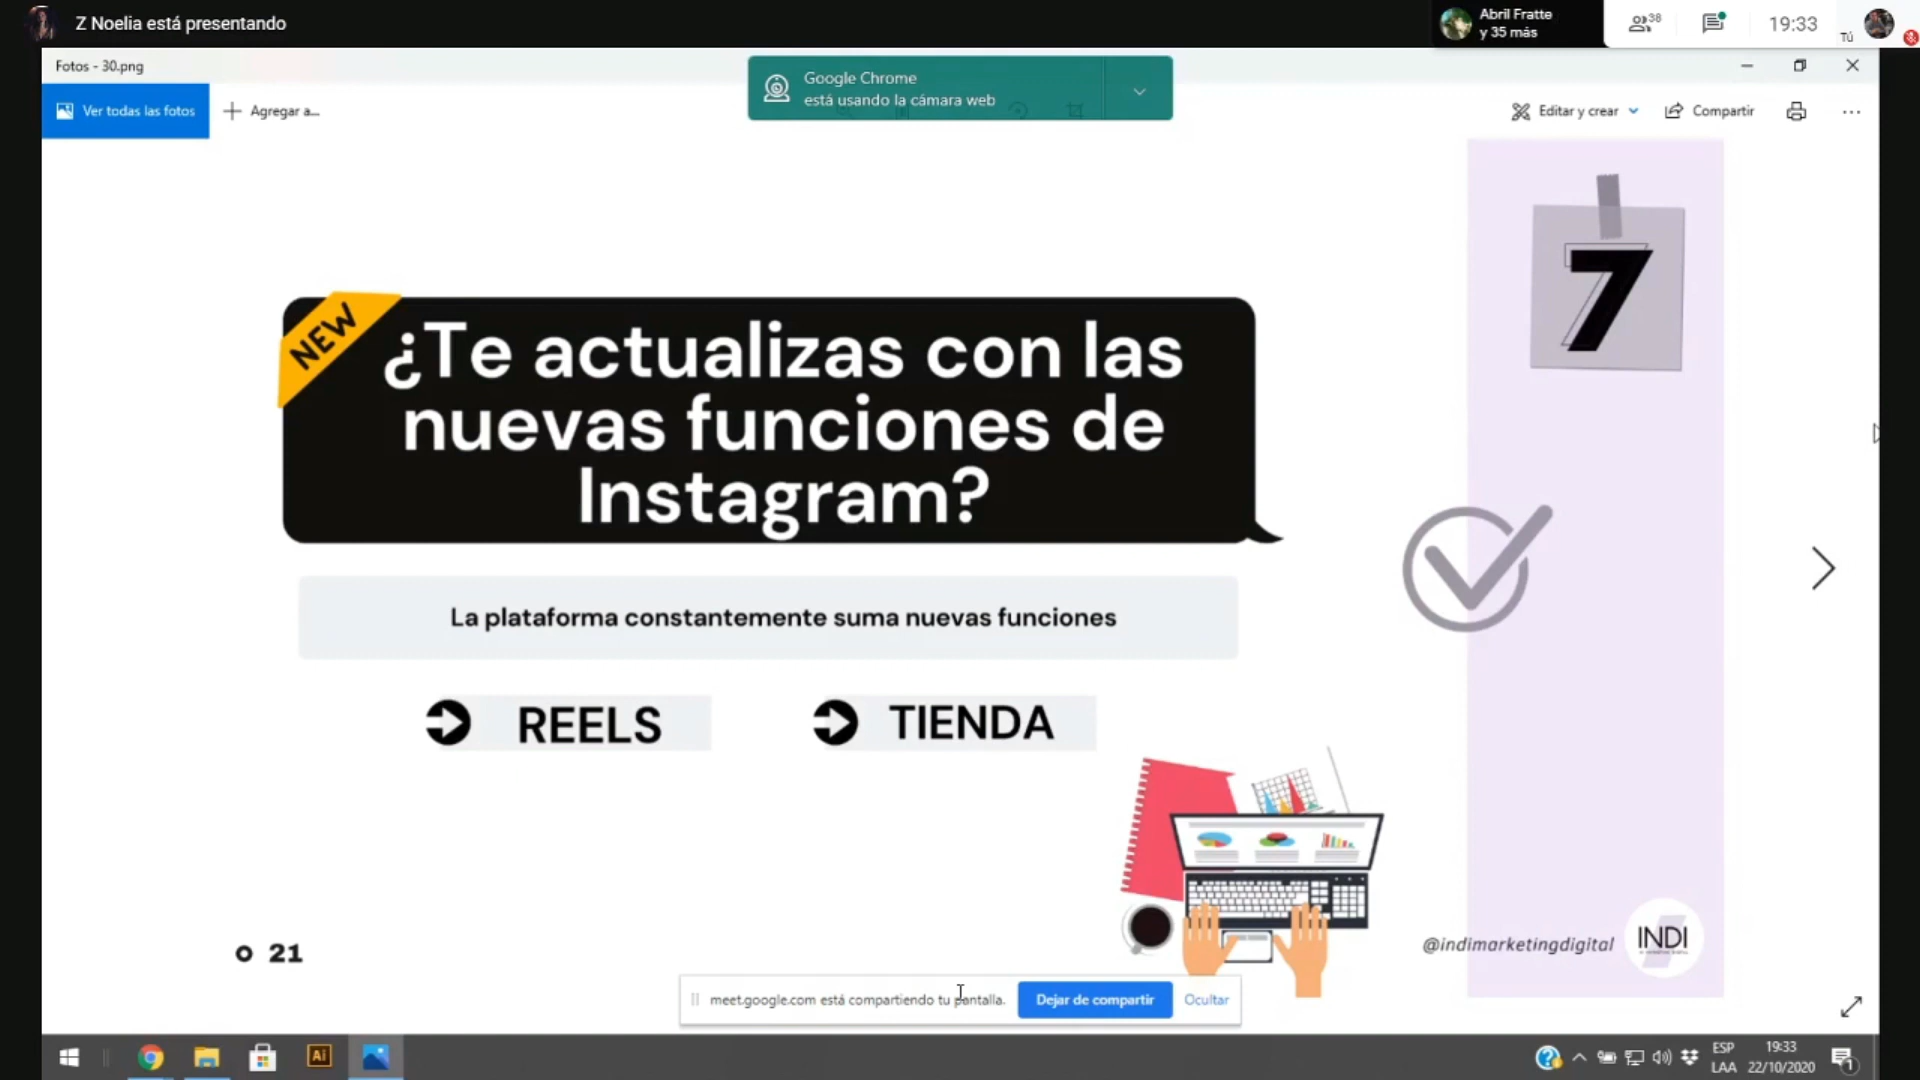 Z Noelia está presentando
Abril Fratte
y 35 más
38
19:33
Tú
Fotos - 30.png
Google Chrome
está usando la cámara web
Ver todas las fotos
Agregar a...
Editar y crear
Compartir
7
NEW
¿Te actualizas con las
nuevas funciones de
Instagram?
La plataforma constantemente suma nuevas funciones
REELS
TIENDA
21
@indimarketingdigital
INDI
meet.google.com está compartiendo tu pantalla.
Dejar de compartir
Ocultar
Ai
ESP
LAA
19:33
22/10/2020
1